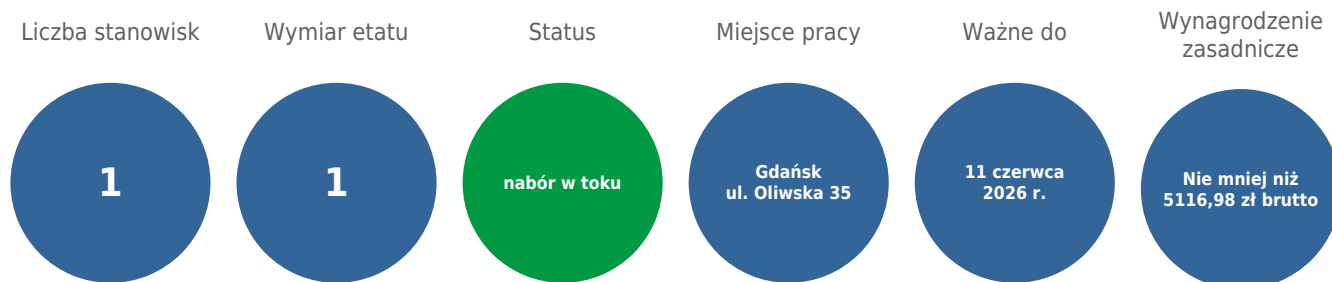 Liczba stanowisk
1
Wymiar etatu
1
Status
nabór w toku
Miejsce pracy
Gdańsk
ul. Oliwska 35
Ważne do
11 czerwca
2026 r.
Wynagrodzenie
zasadnicze
Nie mniej niż
5116,98 zł brutto